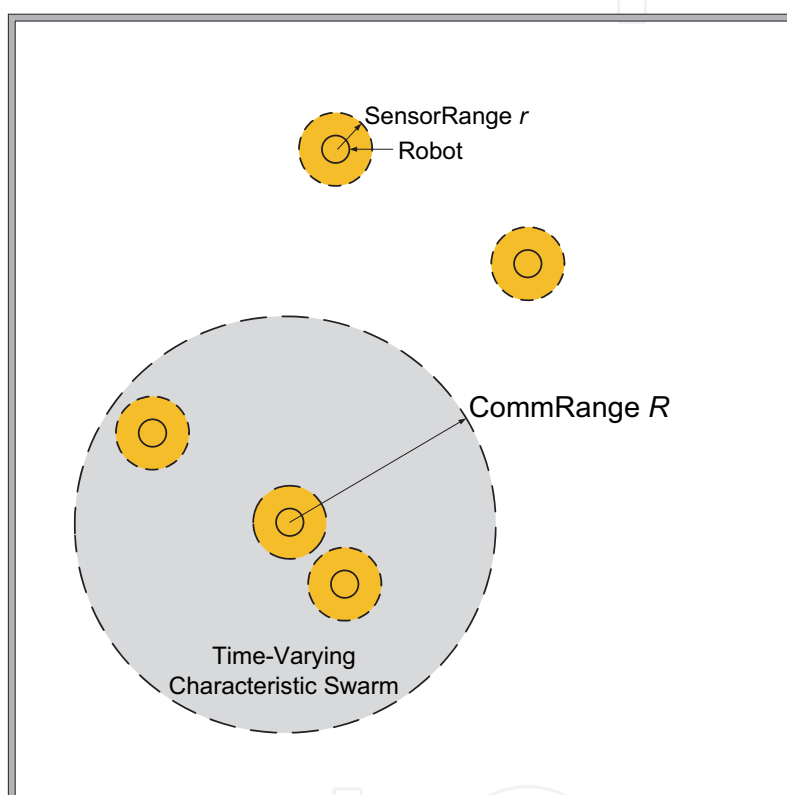 SensorRange r
Robot
CommRange R
Time-Varying
Characteristic Swarm